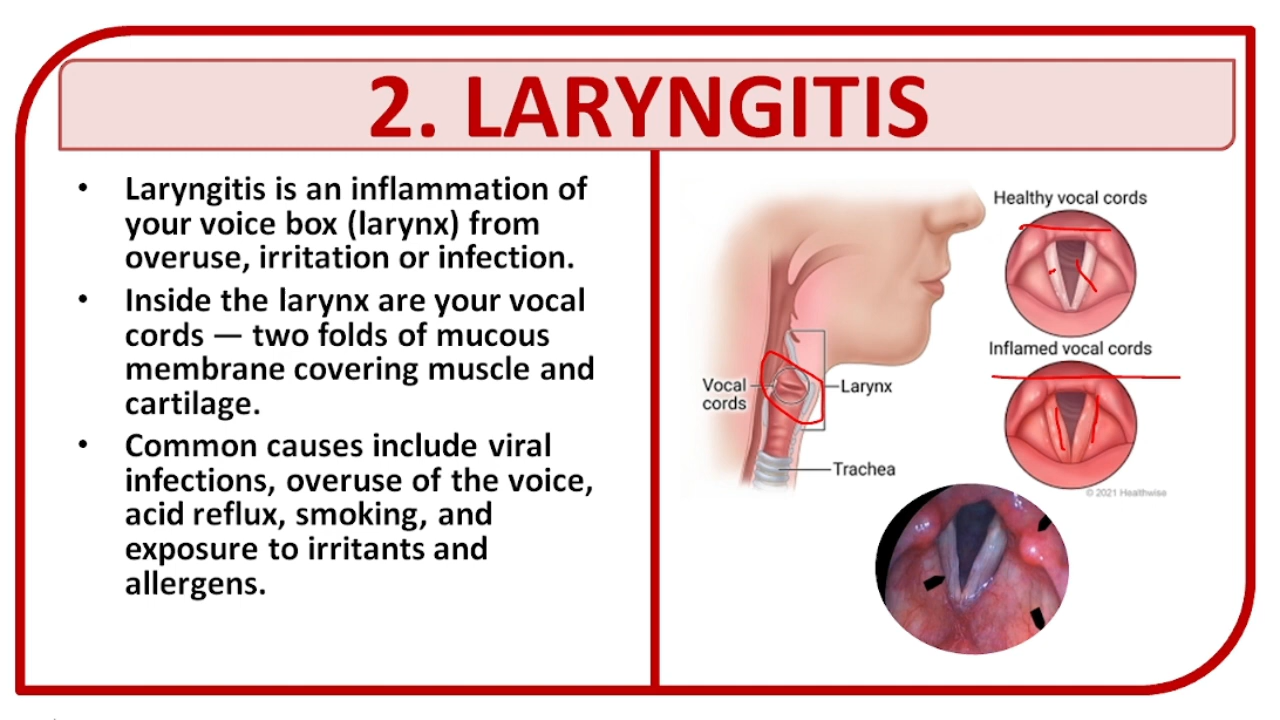 2. LARYNGITIS
• Laryngitis is an inflammation of
your voice box (larynx) from
overuse, irritation or infection.
• Inside the larynx are your vocal
cords — two folds of mucous
membrane covering muscle and
cartilage.
• Common causes include viral
infections, overuse of the voice,
acid reflux, smoking, and
exposure to irritants and
allergens.
Healthy vocal cords
Inflamed vocal cords
Vocal
cords
Larynx
Trachea
© 2021 Healthwise